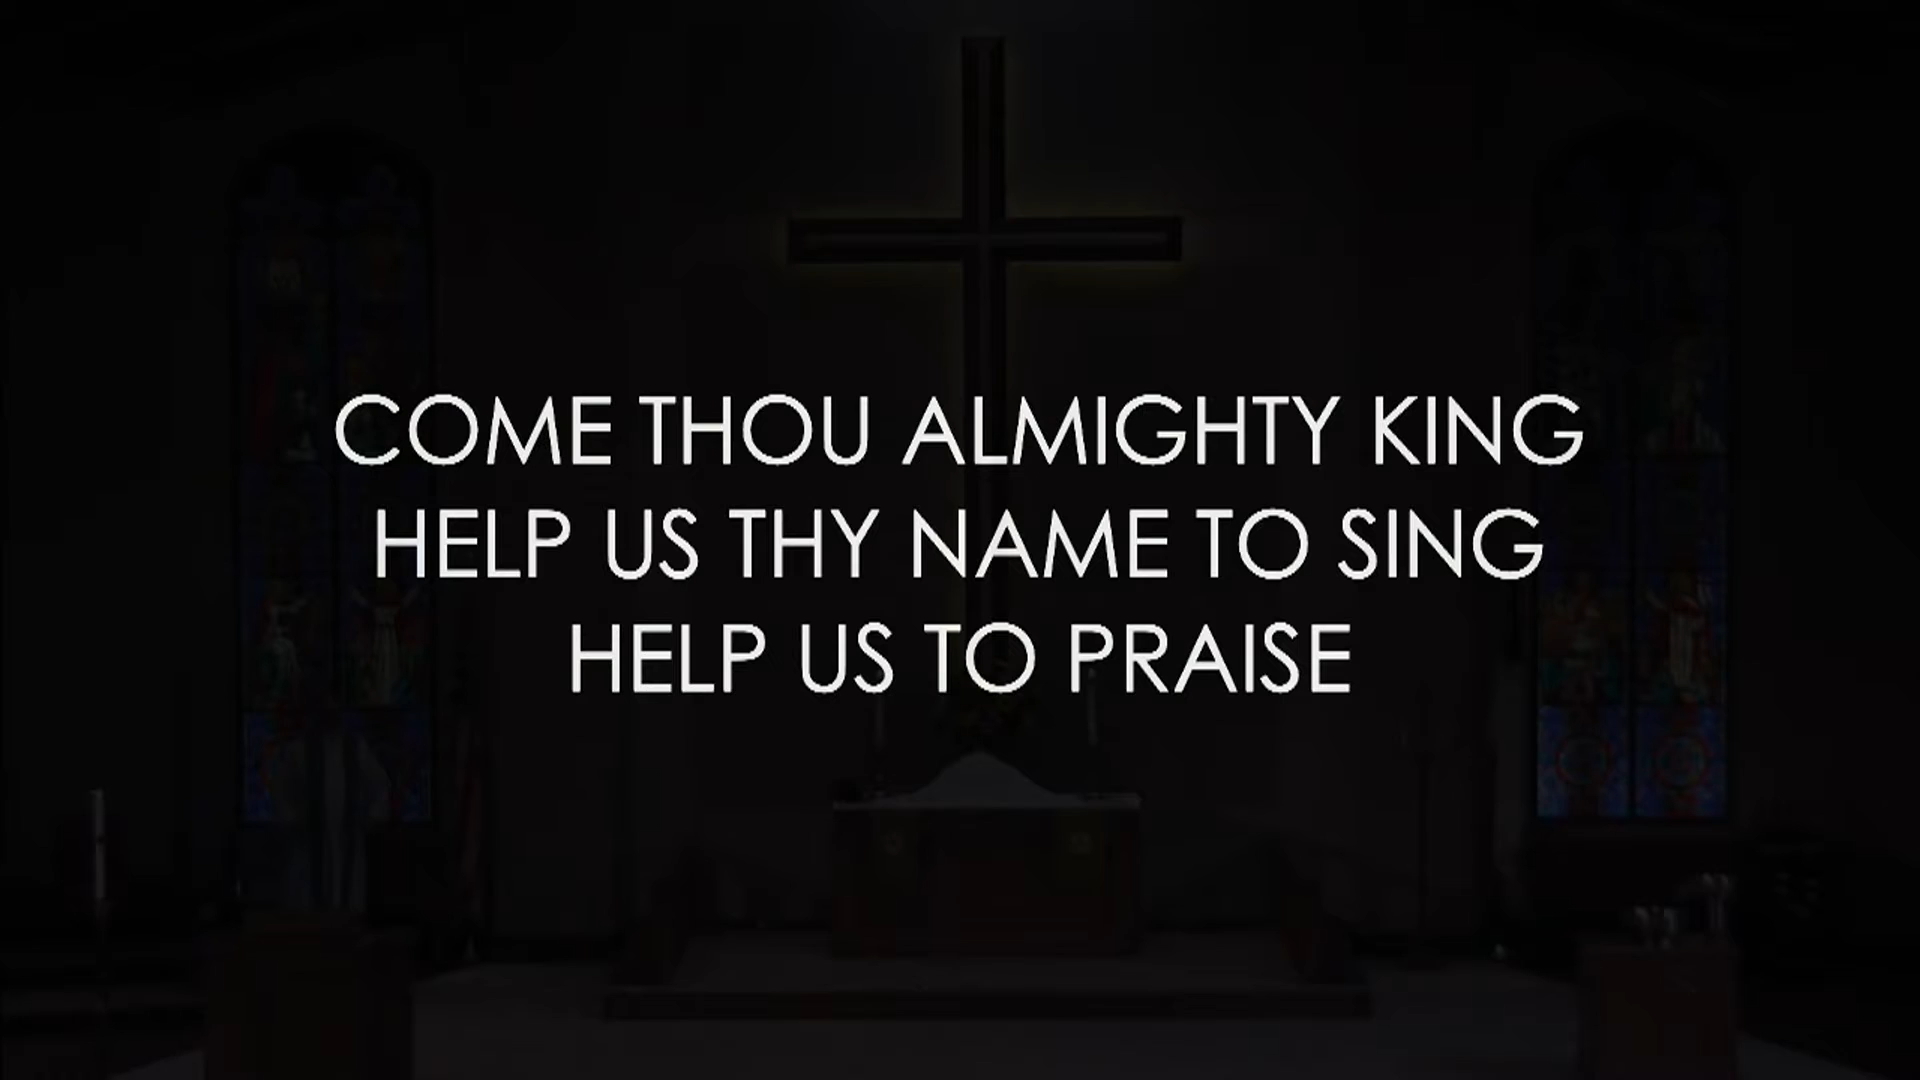 COME THOU ALMIGHTY KING
HELP US THY NAME TO SING
HELP US TO PRAISE